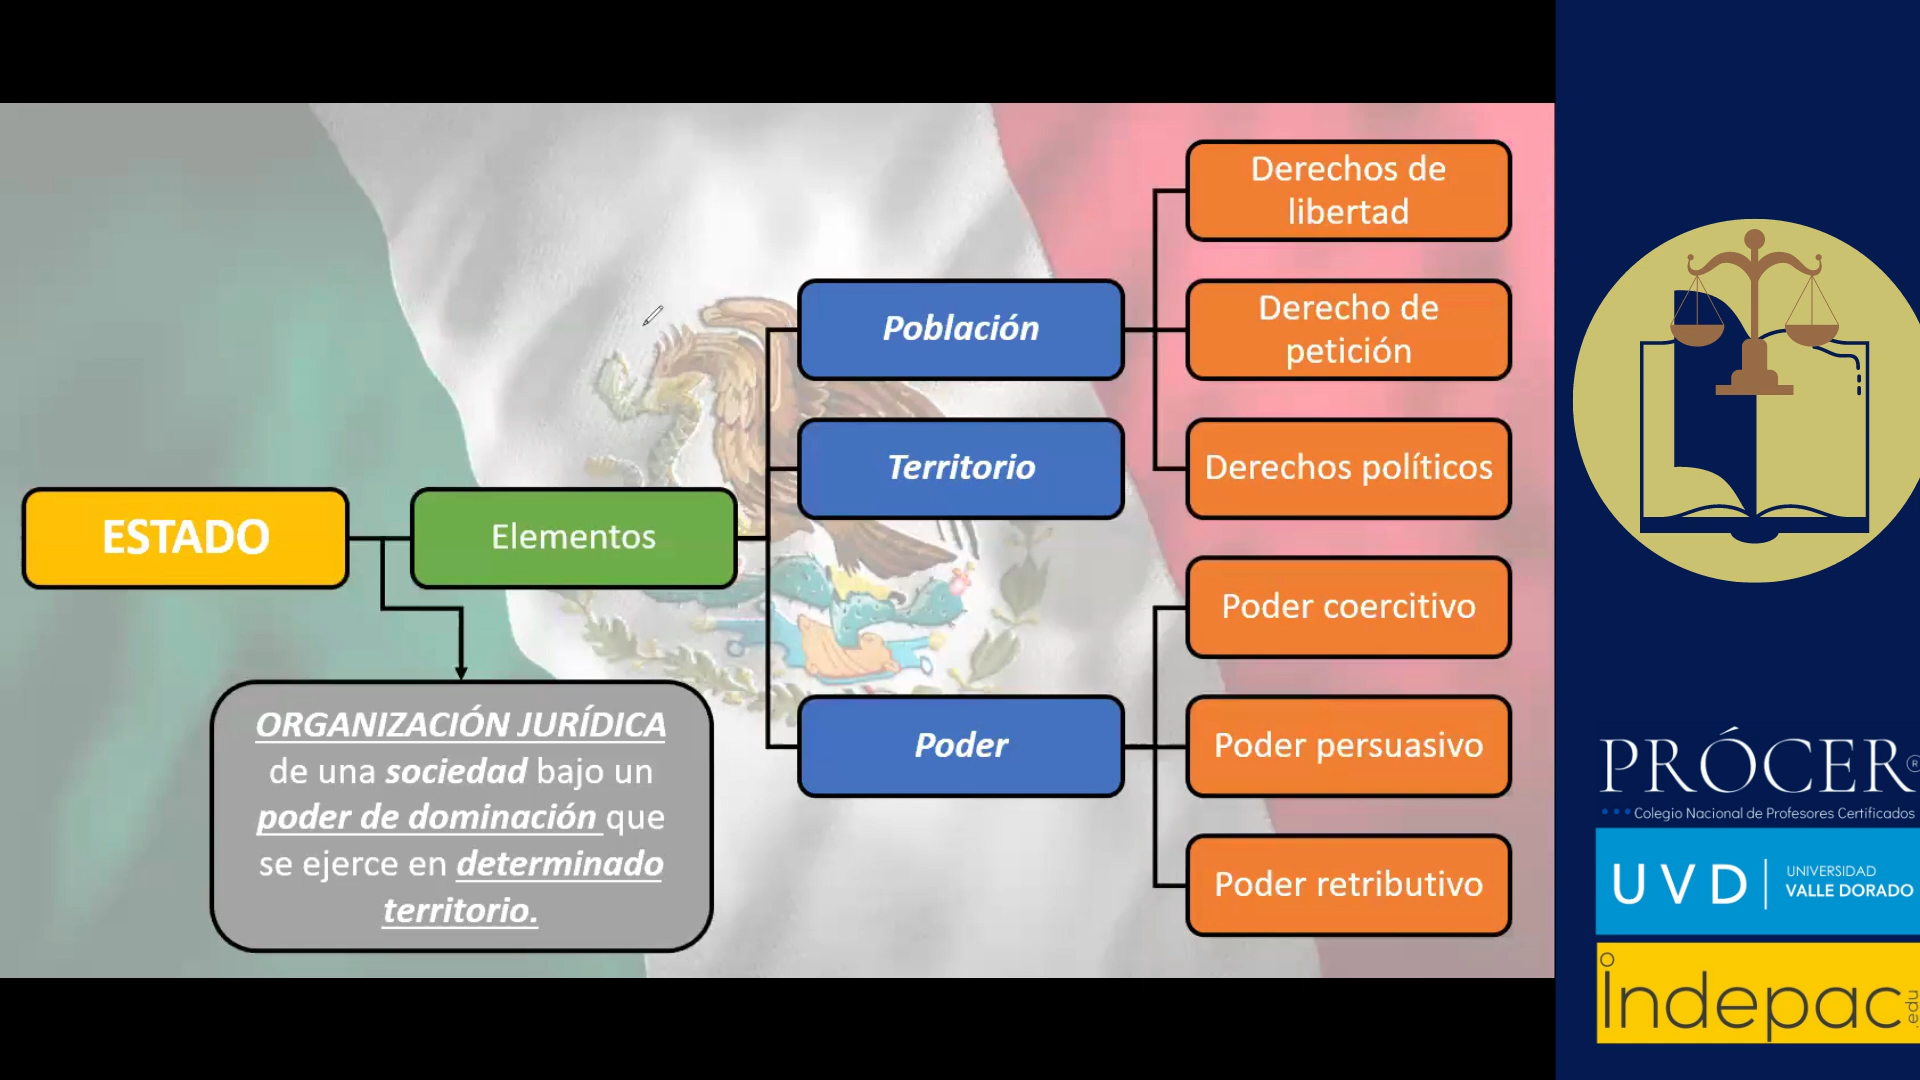 ESTADO
Elementos
ORGANIZACIÓN JURÍDICA
de una sociedad bajo un
poder de dominación que
se ejerce en determinado
territorio.
Población
Territorio
Poder
Derechos de
libertad
Derecho de
petición
Derechos políticos
Poder coercitivo
Poder persuasivo
Poder retributivo
PRÓCER®
Colegio Nacional de Profesores Certificados
UVD
UNIVERSIDAD
VALLE DORADO
Indepac
.edu